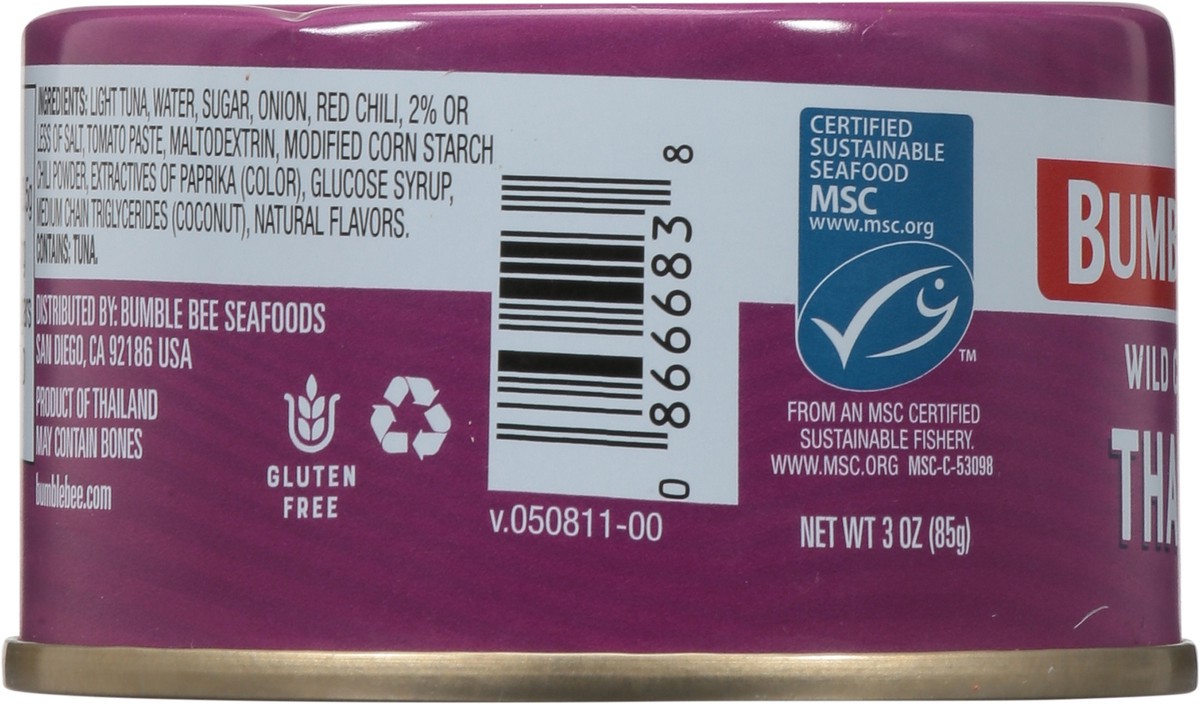 INGREDIENTS: LIGHT TUNA, WATER, SUGAR, ONION, RED CHILI, 2% OR
LESS OF SALT, TOMATO PASTE, MALTODEXTRIN, MODIFIED CORN STARCH
CHILI POWDER, EXTRACTIVES OF PAPRIKA (COLOR), GLUCOSE SYRUP,
MEDIUM CHAIN TRIGLYCERIDES (COCONUT), NATURAL FLAVORS.
CONTAINS: TUNA.
DISTRIBUTED BY: BUMBLE BEE SEAFOODS
SAN DIEGO, CA 92186 USA
PRODUCT OF THAILAND
MAY CONTAIN BONES
bumblebee.com
GLUTEN
FREE
0 866683 8
v.050811-00
CERTIFIED
SUSTAINABLE
SEAFOOD
MSC
www.msc.org
TM
FROM AN MSC CERTIFIED
SUSTAINABLE FISHERY.
WWW.MSC.ORG MSC-C-53098
NET WT 3 OZ (85g)
BUMB
WILD
THA